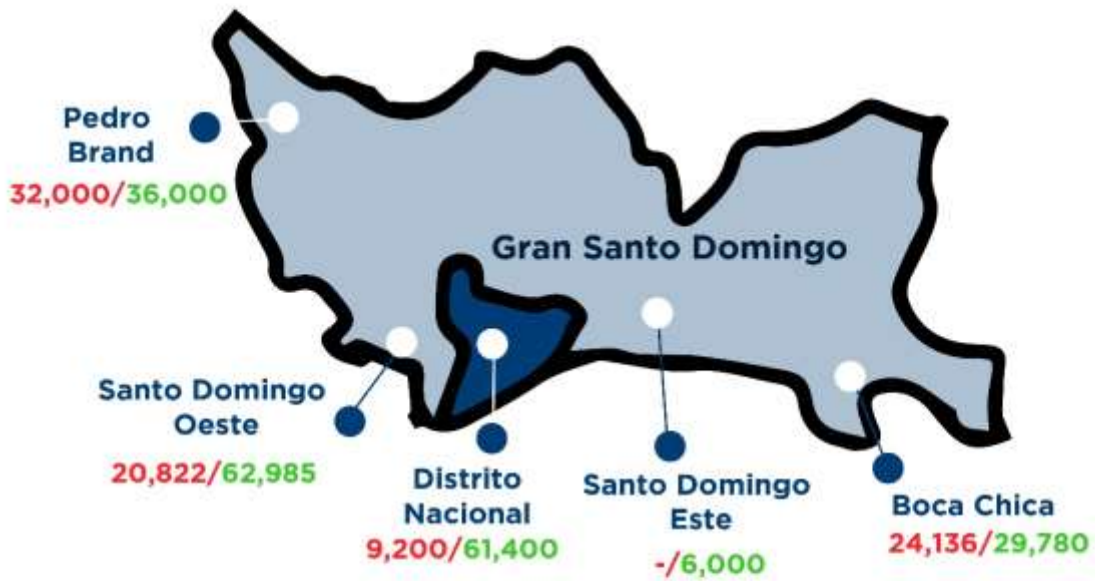 Pedro
Brand
32,000/36,000
Gran Santo Domingo
Santo Domingo
Oeste
20,822/62,985
Distrito
Nacional
9,200/61,400
Santo Domingo
Este
-/6,000
Boca Chica
24,136/29,780